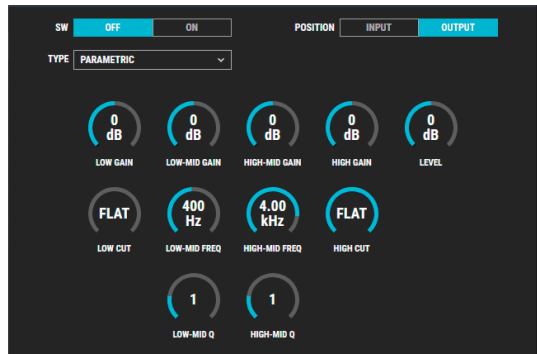 SW OFF ON POSITION INPUT OUTPUT
TYPE PARAMETRIC
0 dB 0 dB 0 dB 0 dB 0 dB
LOW GAIN LOW-MID GAIN HIGH-MID GAIN HIGH GAIN LEVEL
FLAT 400 Hz 4.00 kHz FLAT
LOW CUT LOW-MID FREQ HIGH-MID FREQ HIGH CUT
1 1
LOW-MID Q HIGH-MID Q